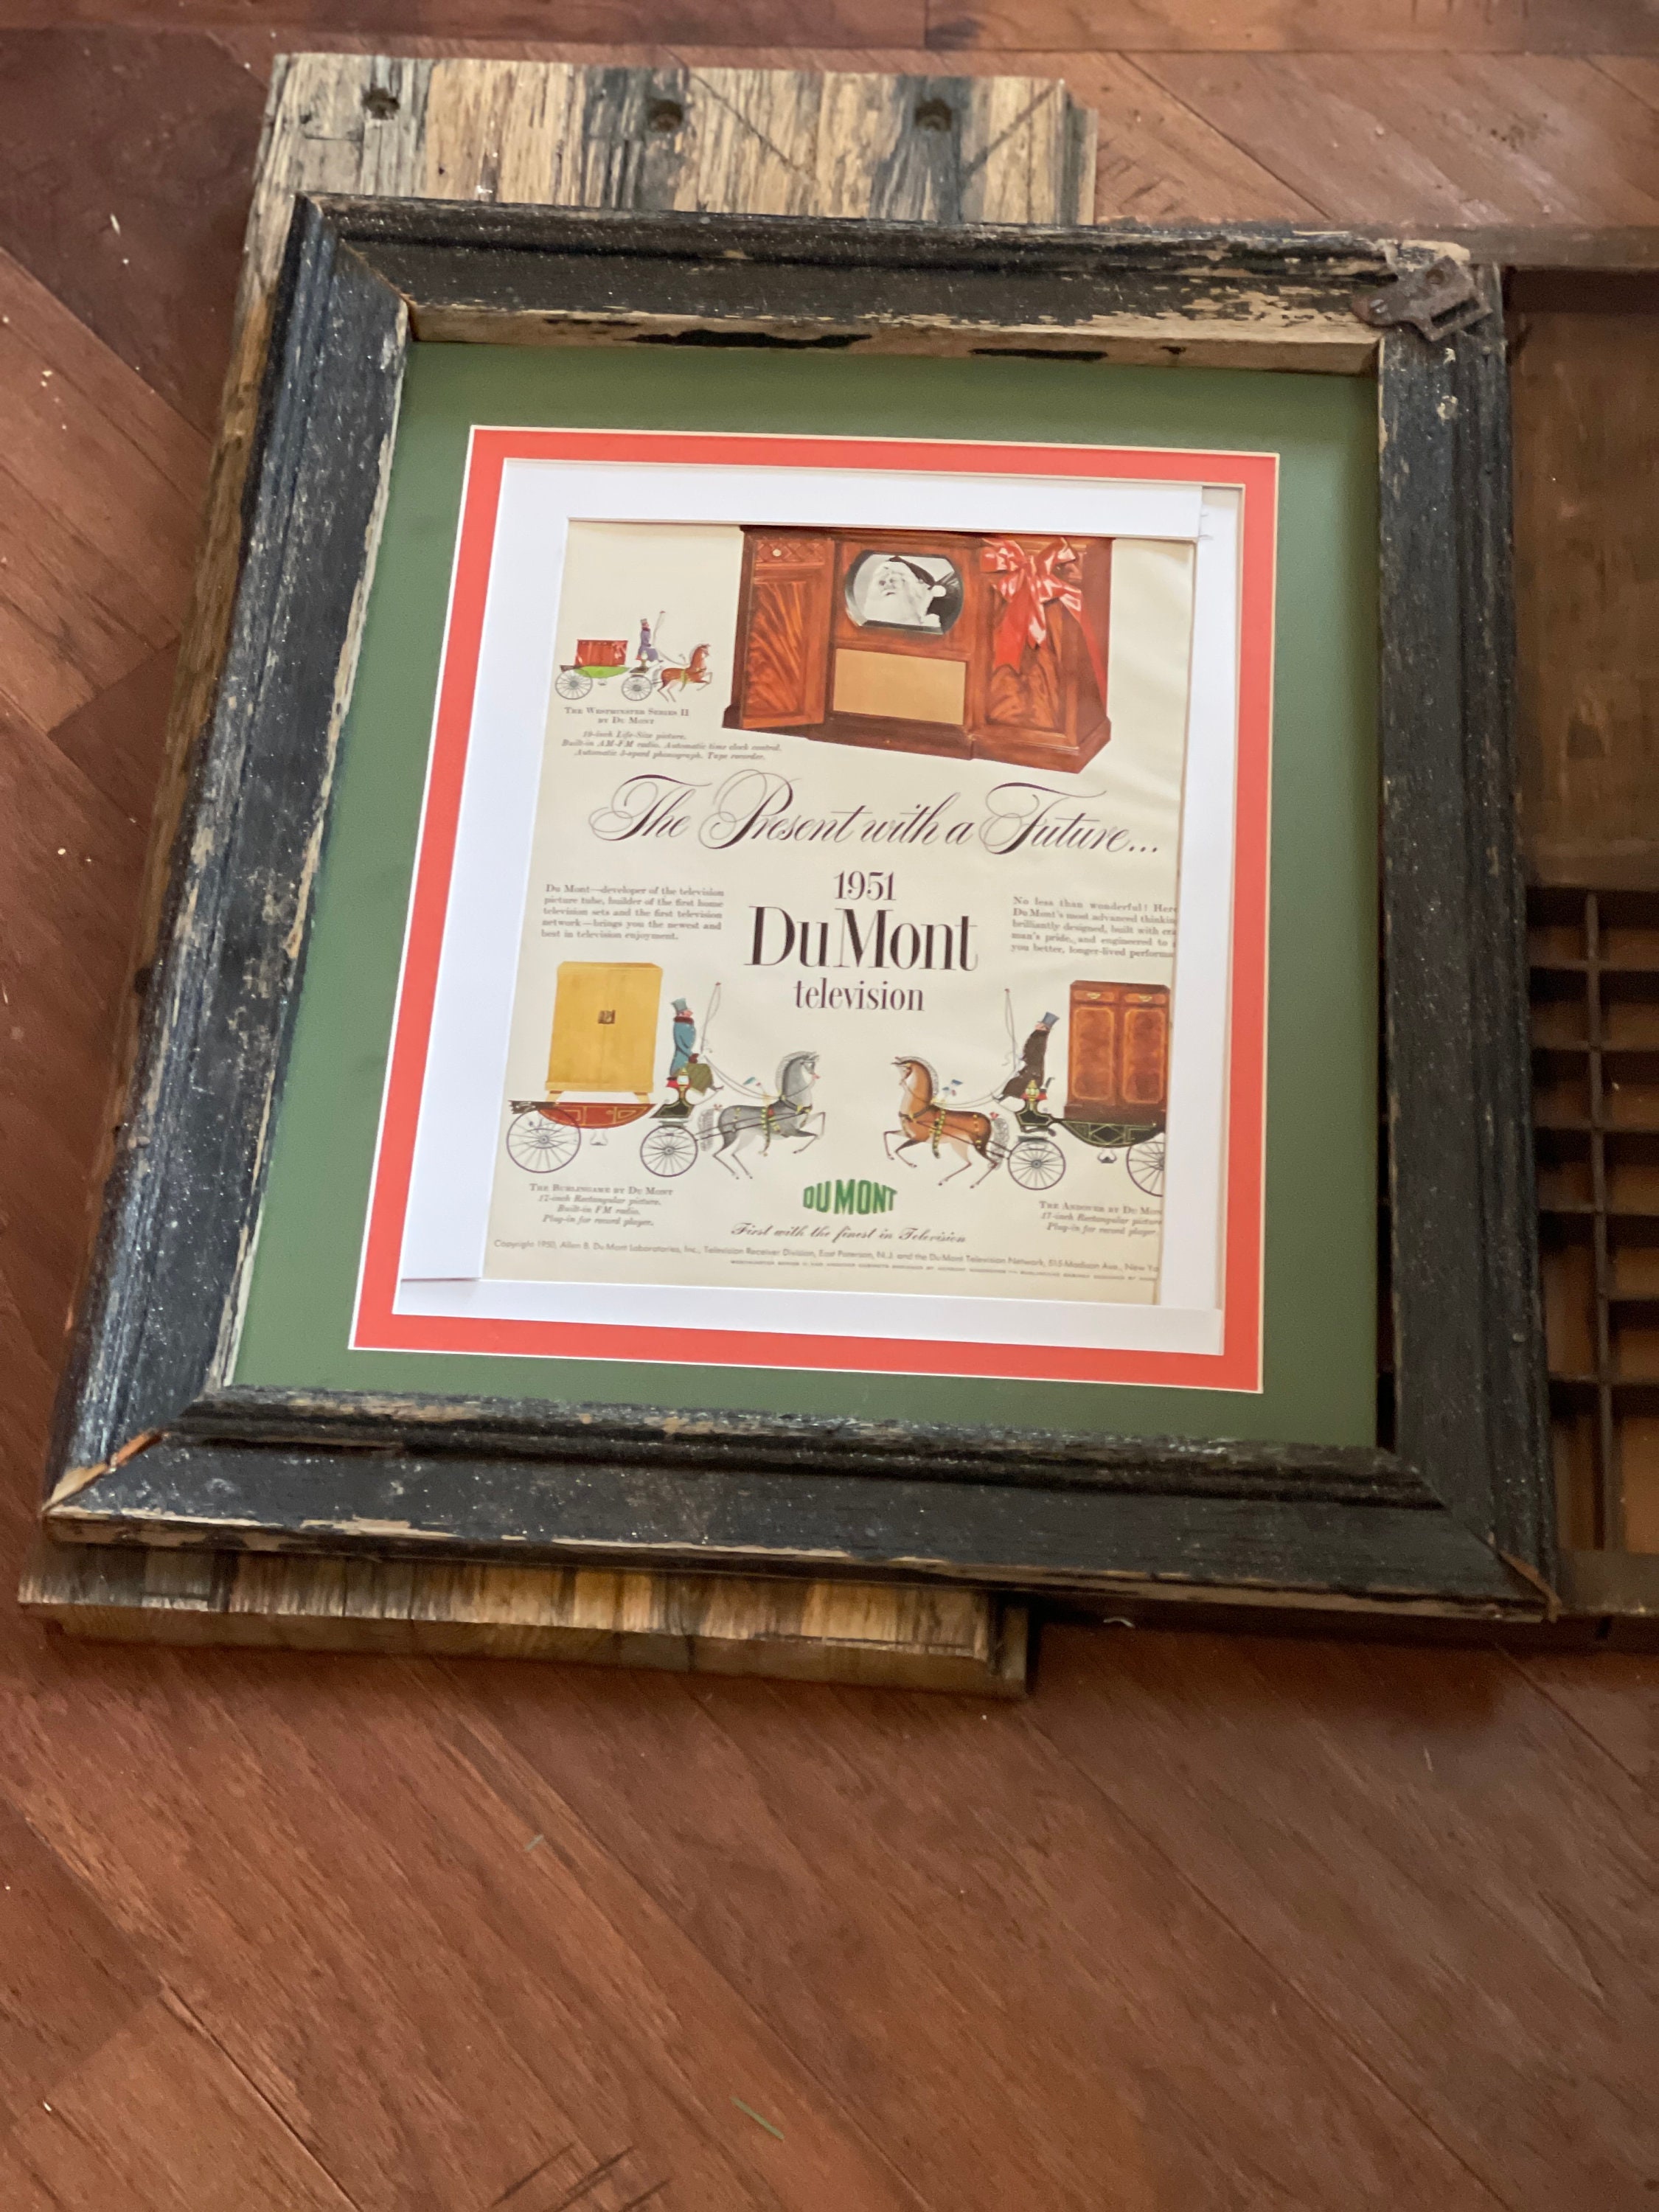 The Westminster Series II
by Du Mont
19-inch Life-Size picture.
Built-in AM-FM radio. Automatic time clock control.
Automatic 3-speed phonograph. Tape recorder.
The Present with a Future...
1951
DuMont
television
Du Mont—developer of the television
picture tube, builder of the first home
television sets and the first television
network—brings you the newest and
best in television enjoyment.
No less than wonderful! Here
DuMont's most advanced
brilliantly designed, built with
man's pride, and engineered to
you better, longer-lived
The Burlingame by Du Mont
17-inch Rectangular picture.
Built-in FM radio.
Plug-in for record player.
The Andover by Du
17-inch Rectangular picture
Plug-in for record player.
DUMONT
First with the finest in Television
Copyright 1950, Allen B. Du Mont Laboratories, Inc., Television Receiver Division, East Paterson, N. J. and the Du Mont Television Network, 515 Madison Ave., New